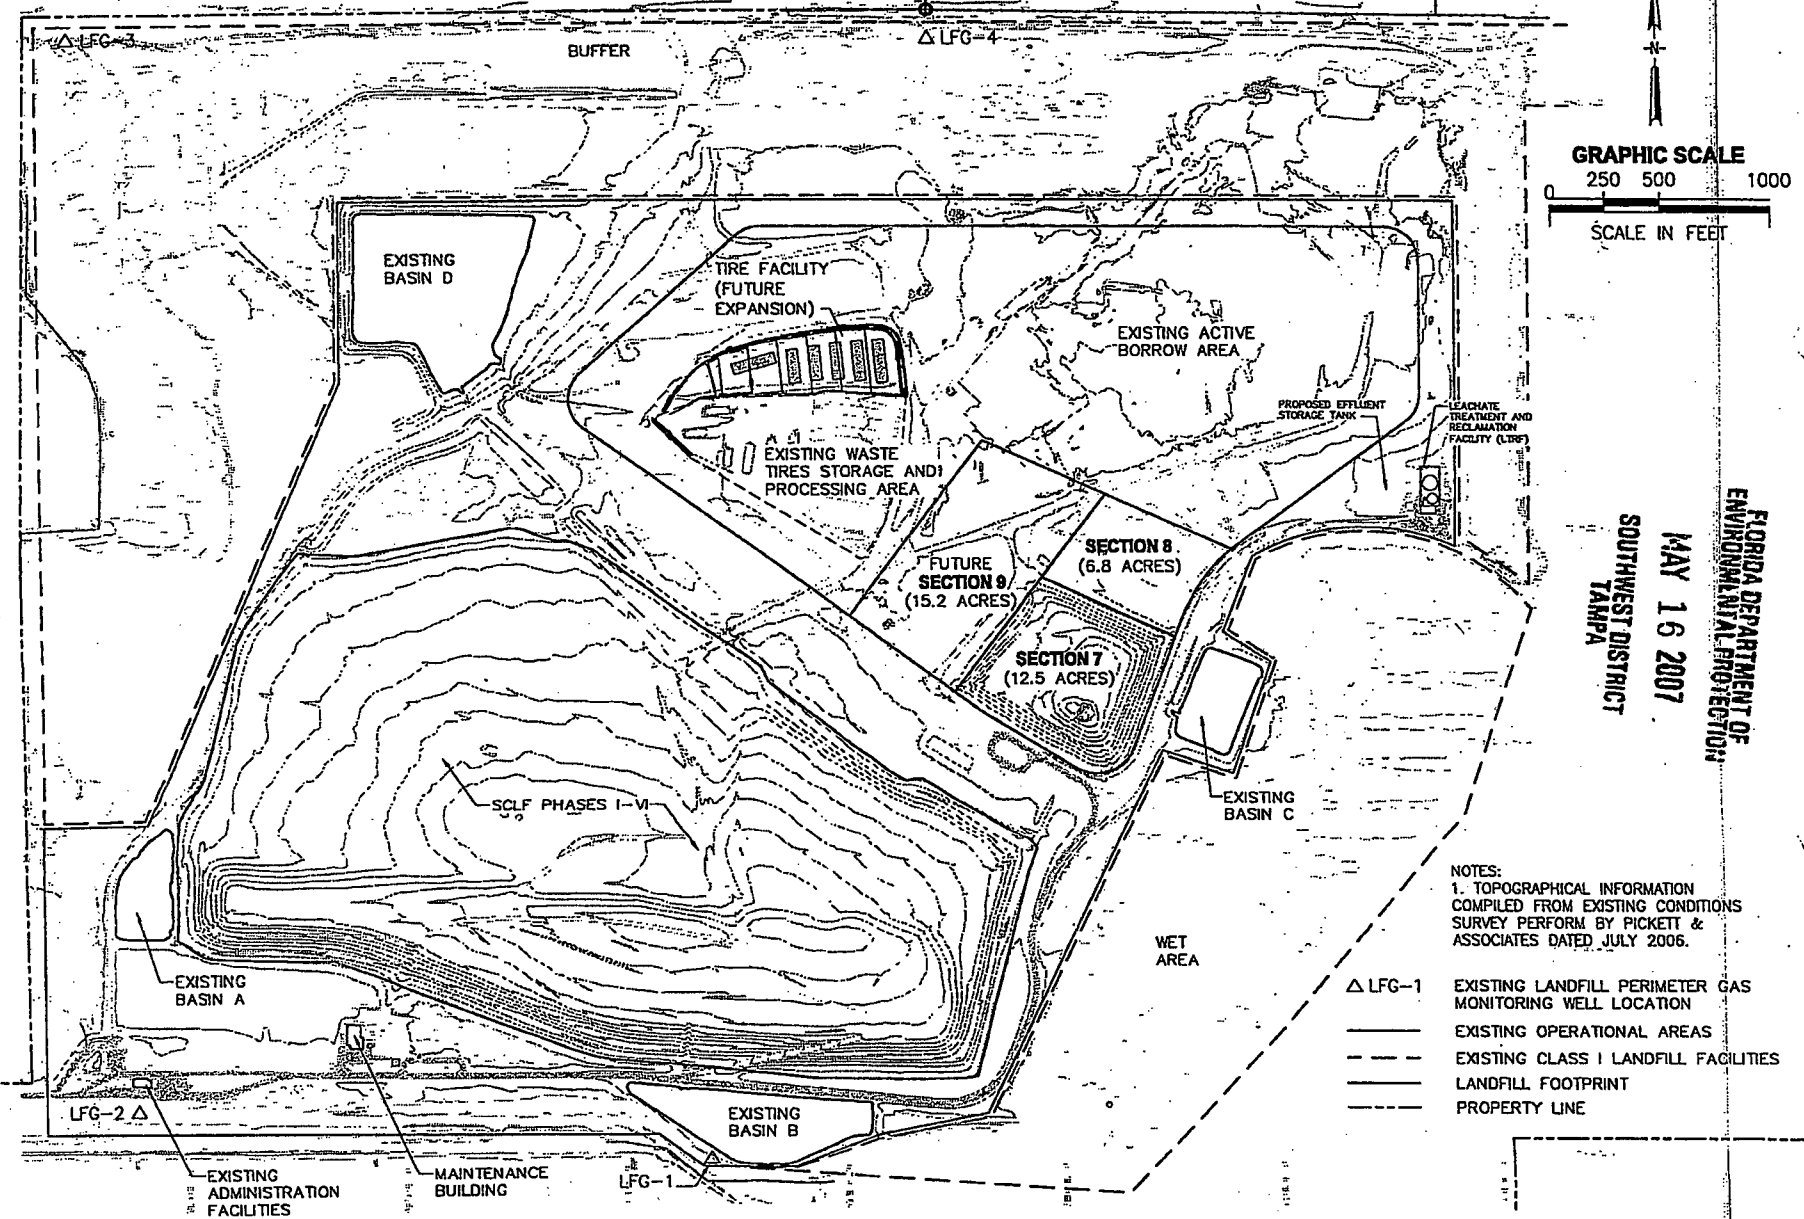 LFG-3
BUFFER
LFG-4
N
GRAPHIC SCALE
0 250 500 1000
SCALE IN FEET
EXISTING
BASIN D
TIRE FACILITY
(FUTURE
EXPANSION)
EXISTING ACTIVE
BORROW AREA
PROPOSED EFFLUENT
STORAGE TANK
LEACHATE
TREATMENT AND
RECLAMATION
FACILITY (LTRF)
EXISTING WASTE
TIRES STORAGE AND
PROCESSING AREA
FUTURE
SECTION 9
(15.2 ACRES)
SECTION 8
(6.8 ACRES)
SECTION 7
(12.5 ACRES)
FLORIDA DEPARTMENT OF
ENVIRONMENTAL PROTECTION
MAY 16 2007
SOUTHWEST DISTRICT
TAMPA
SCLF PHASES I-VI
EXISTING
BASIN C
EXISTING
BASIN A
WET
AREA
NOTES:
1. TOPOGRAPHICAL INFORMATION
COMPILED FROM EXISTING CONDITIONS
SURVEY PERFORM BY PICKETT &
ASSOCIATES DATED JULY 2006.
LFG-1 EXISTING LANDFILL PERIMETER GAS
MONITORING WELL LOCATION
EXISTING OPERATIONAL AREAS
EXISTING CLASS I LANDFILL FACILITIES
LANDFILL FOOTPRINT
PROPERTY LINE
LFG-2
EXISTING
BASIN B
EXISTING
ADMINISTRATION
FACILITIES
MAINTENANCE
BUILDING
LFG-1